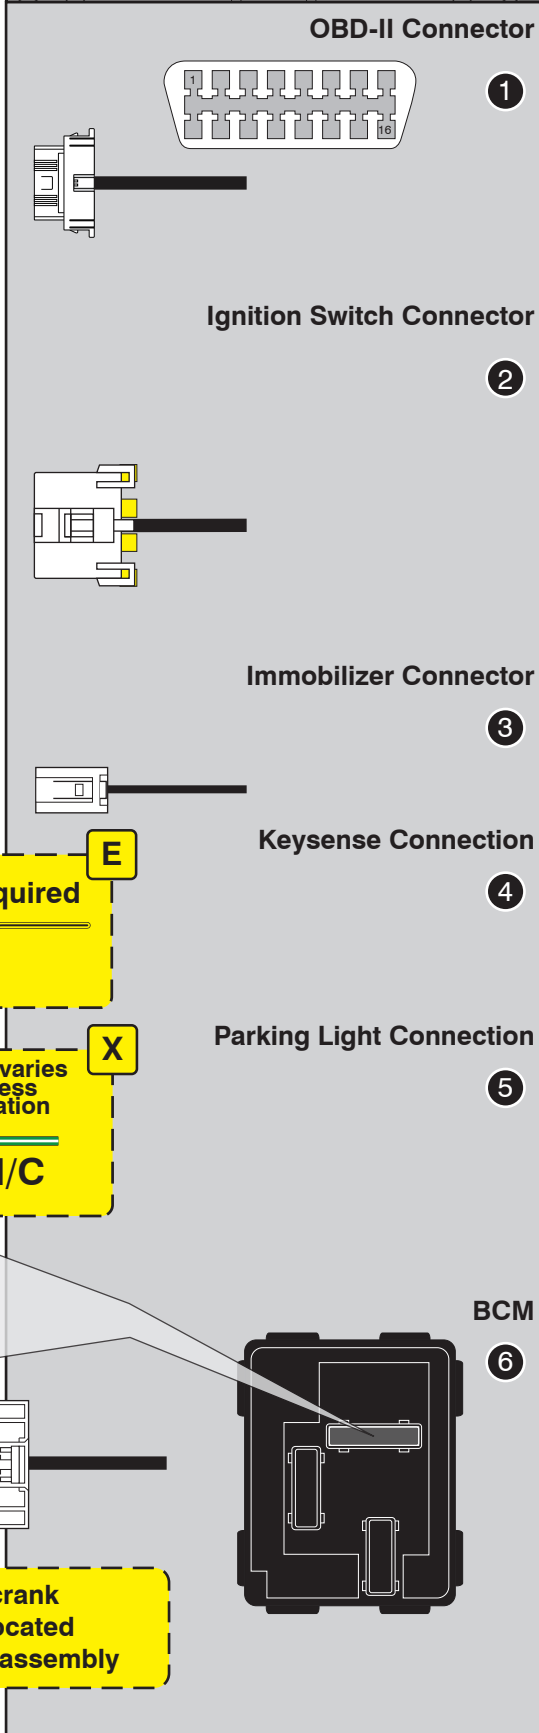 OBD-II Connector
1
1
16
Ignition Switch Connector
2
Immobilizer Connector
3
Keysense Connection
4
E
quired
Parking Light Connection
X
varies
ess
ation
5
/C
BCM
6
crank
ocated
assembly